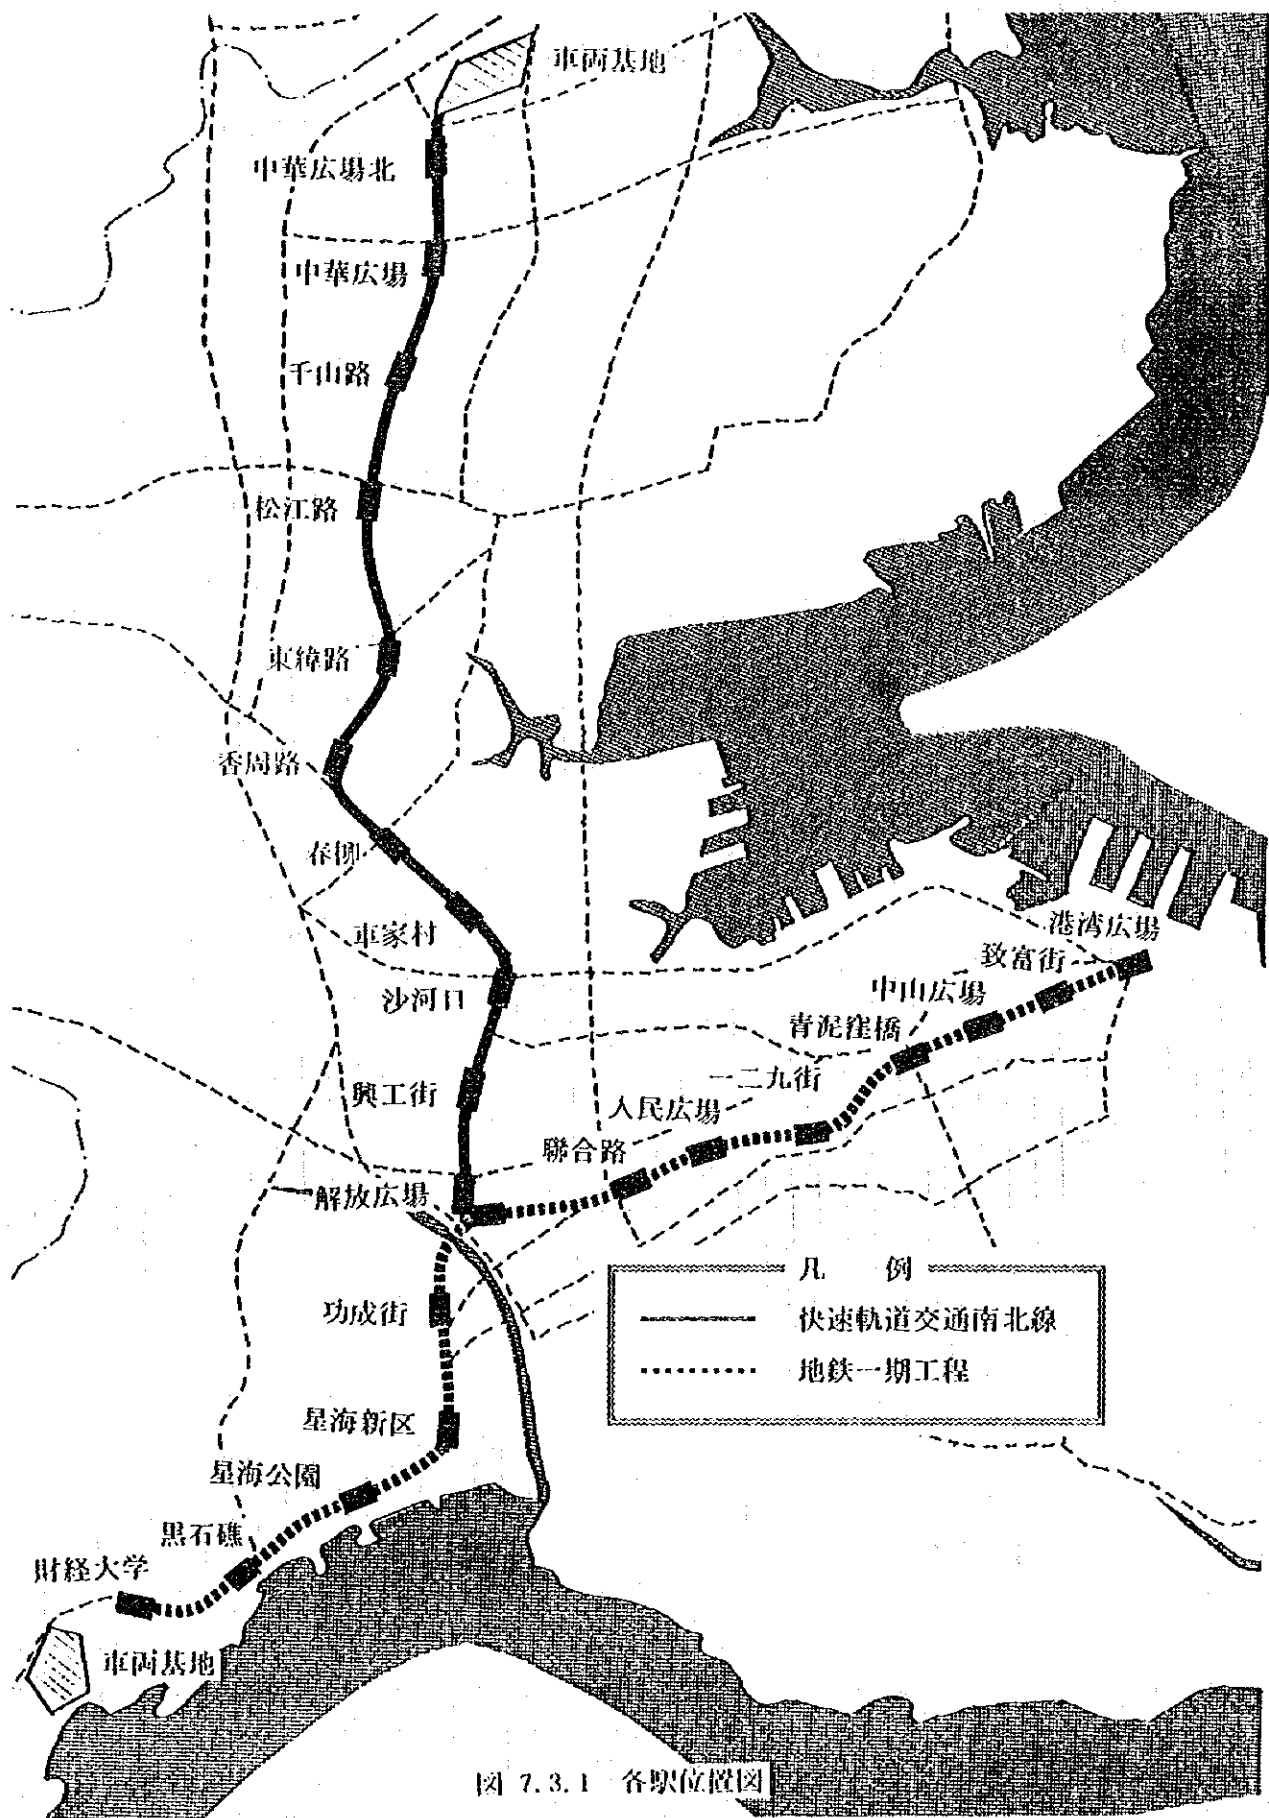 車両基地
中華広場北
中華広場
千山路
松江路
東緯路
香周路
春柳
車家村
沙河口
興工街
解放広場
港湾広場
致富街
中山広場
青泥窪橋
一二九街
人民広場
聯合路
功成街
星海新区
星海公園
黒石礁
財経大学
車両基地
凡 例
快速軌道交通南北線
地鉄一期工程
図 7.3.1 各駅位置図